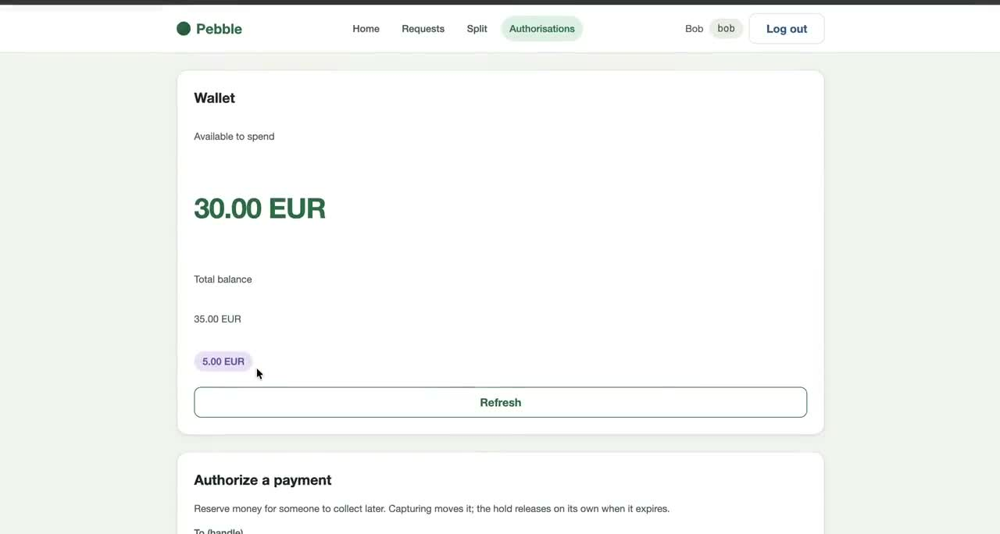 Pebble
Home Requests Split Authorisations
Bob bob Log out
Wallet
Available to spend
30.00 EUR
Total balance
35.00 EUR
5.00 EUR
Refresh
Authorize a payment
Reserve money for someone to collect later. Capturing moves it; the hold releases on its own when it expires.
To (handle)